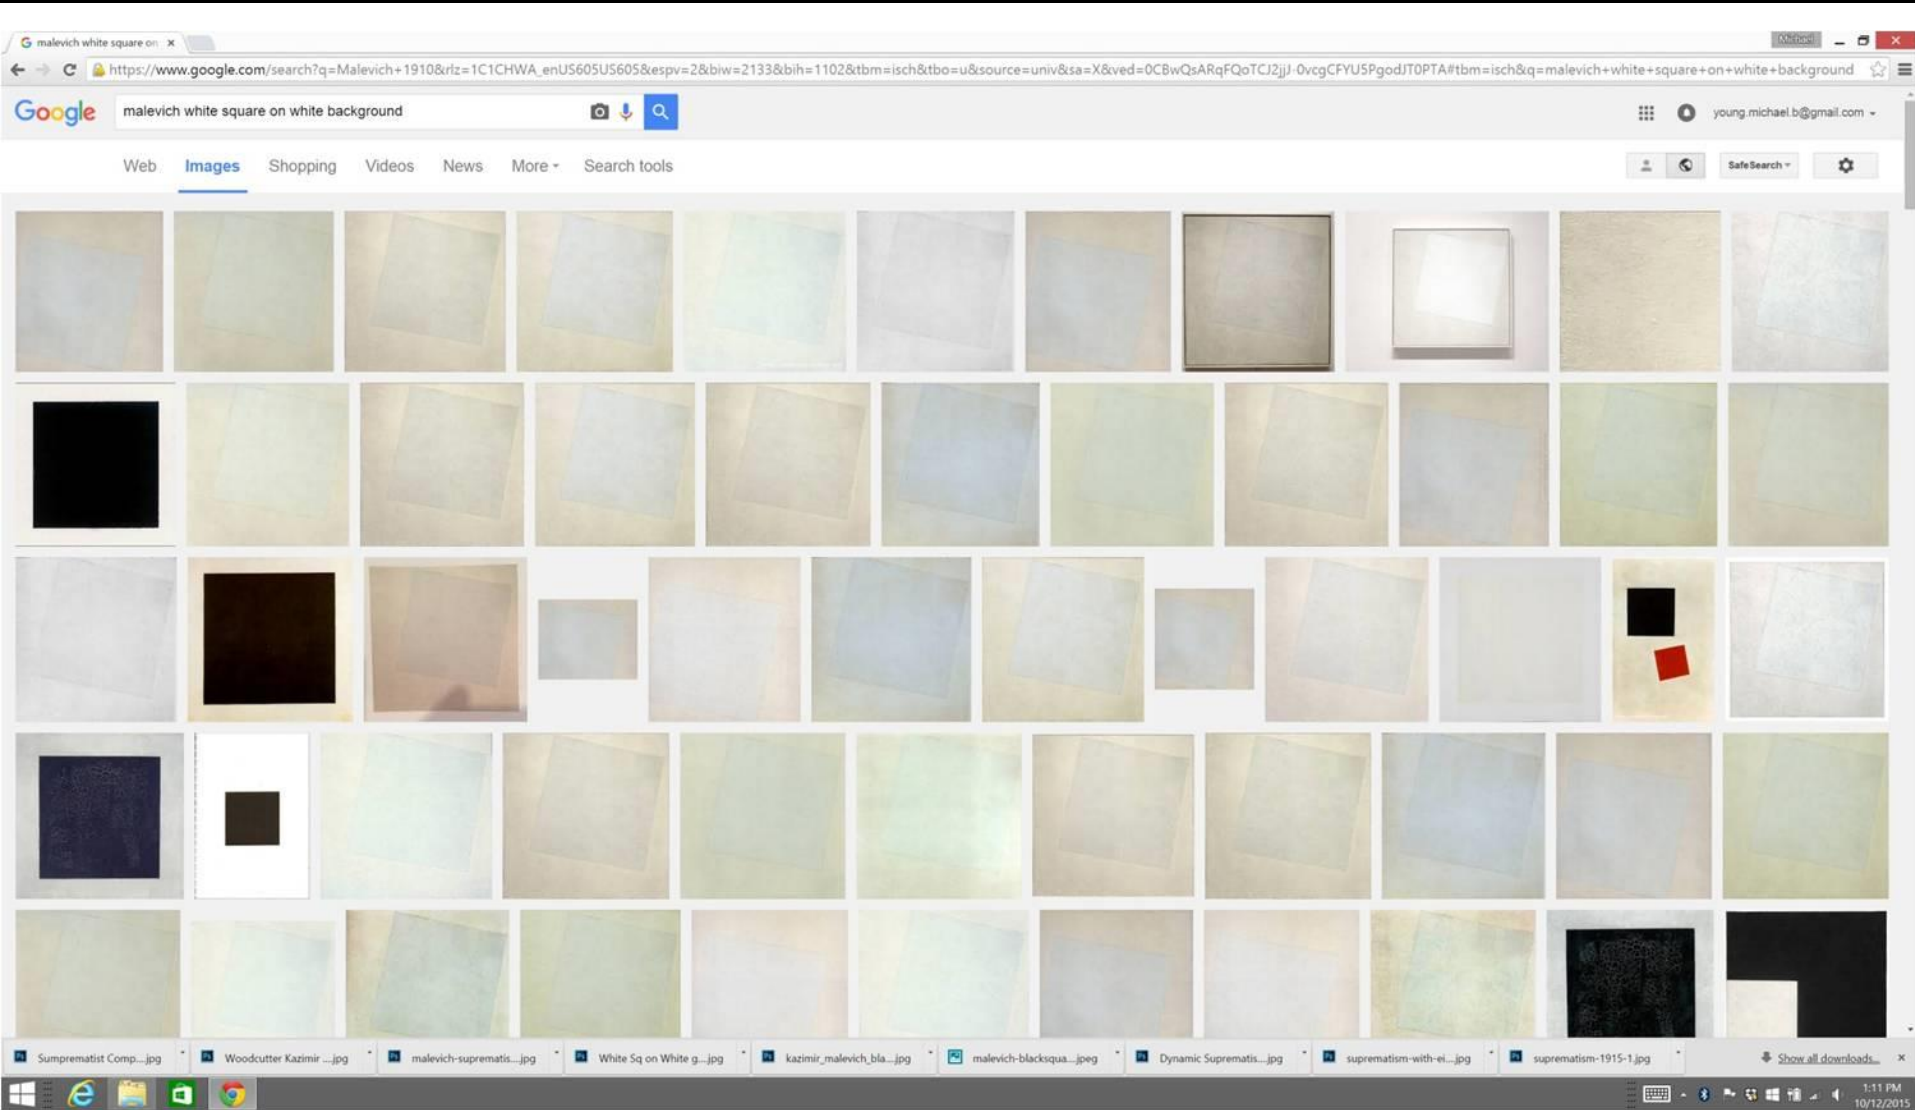 malevich white square on
Michael
https://www.google.com/search?q=Malevich+1910&rlz=1C1CHWA_enUS605US605&espv=2&biw=2133&bih=1102&tbm=isch&tbo=u&source=univ&sa=X&ved=0CBwQsARqFQoTCJ2jjJ-0vcgCFYU5PgodJT0PTA#tbm=isch&q=malevich+white+square+on+white+background
Google malevich white square on white background young.michael.b@gmail.com
Web Images Shopping Videos News More Search tools SafeSearch
Sumprematist Comp....jpg Woodcutter Kazimir ....jpg malevich-suprematis....jpg White Sq on White g....jpg kazimir_malevich_bla....jpg malevich-blacksqua....jpeg Dynamic Suprematis....jpg suprematism-with-ei....jpg suprematism-1915-1.jpg Show all downloads...
1:11 PM
10/12/2015